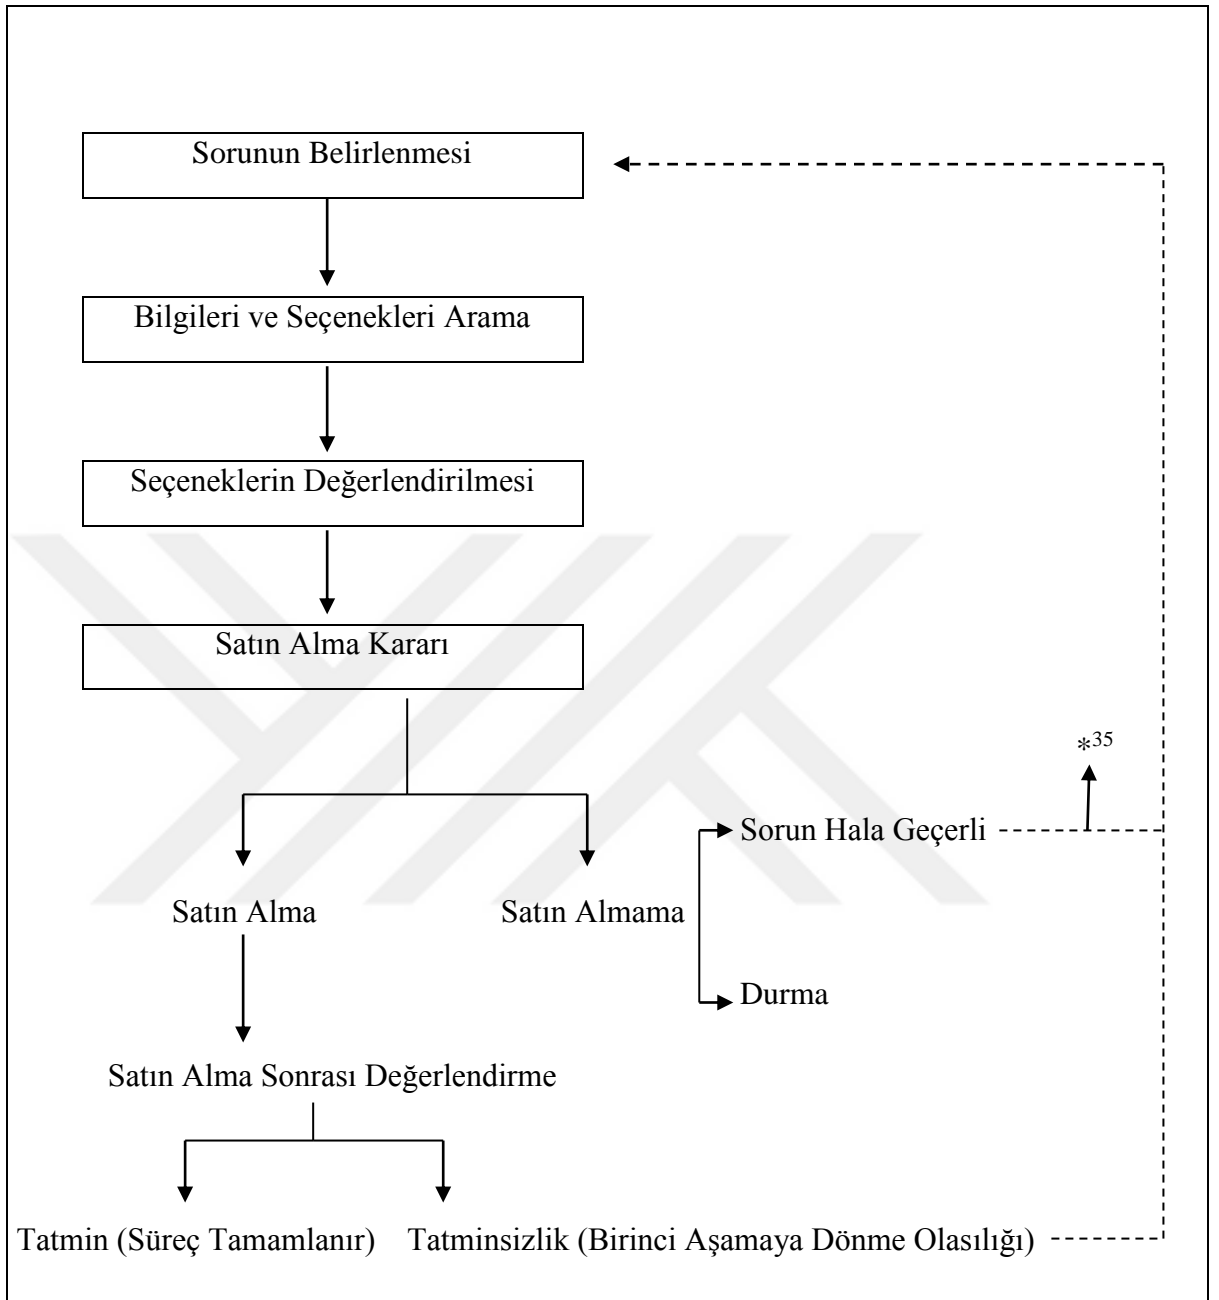 Sorunun Belirlenmesi
Bilgileri ve Seçenekleri Arama
Seçeneklerin Değerlendirilmesi
Satın Alma Kararı
*35
Sorun Hala Geçerli
Satın Alma
Satın Almama
Durma
Satın Alma Sonrası Değerlendirme
Tatmin (Süreç Tamamlanır)
Tatminsizlik (Birinci Aşamaya Dönme Olasılığı)